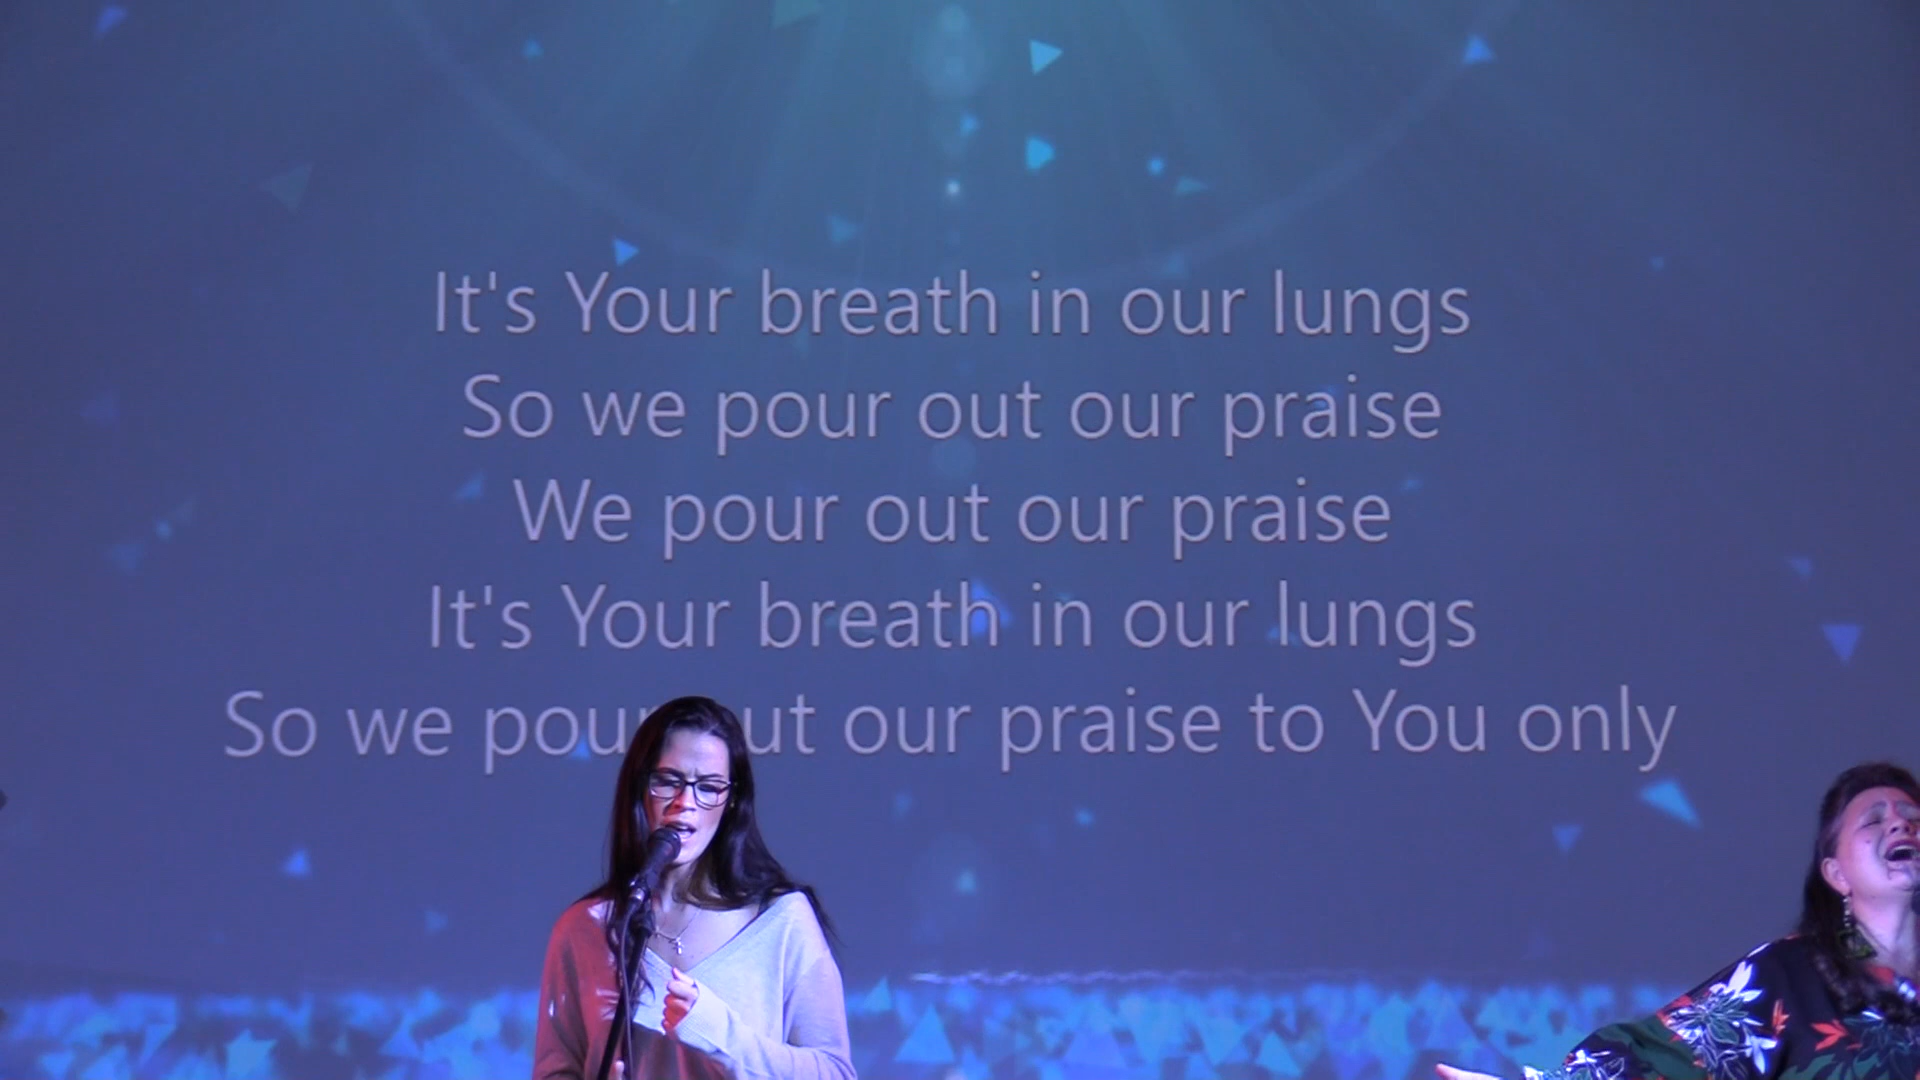 It's Your breath in our lungs
So we pour out our praise
We pour out our praise
It's Your breath in our lungs
So we pour out our praise to You only